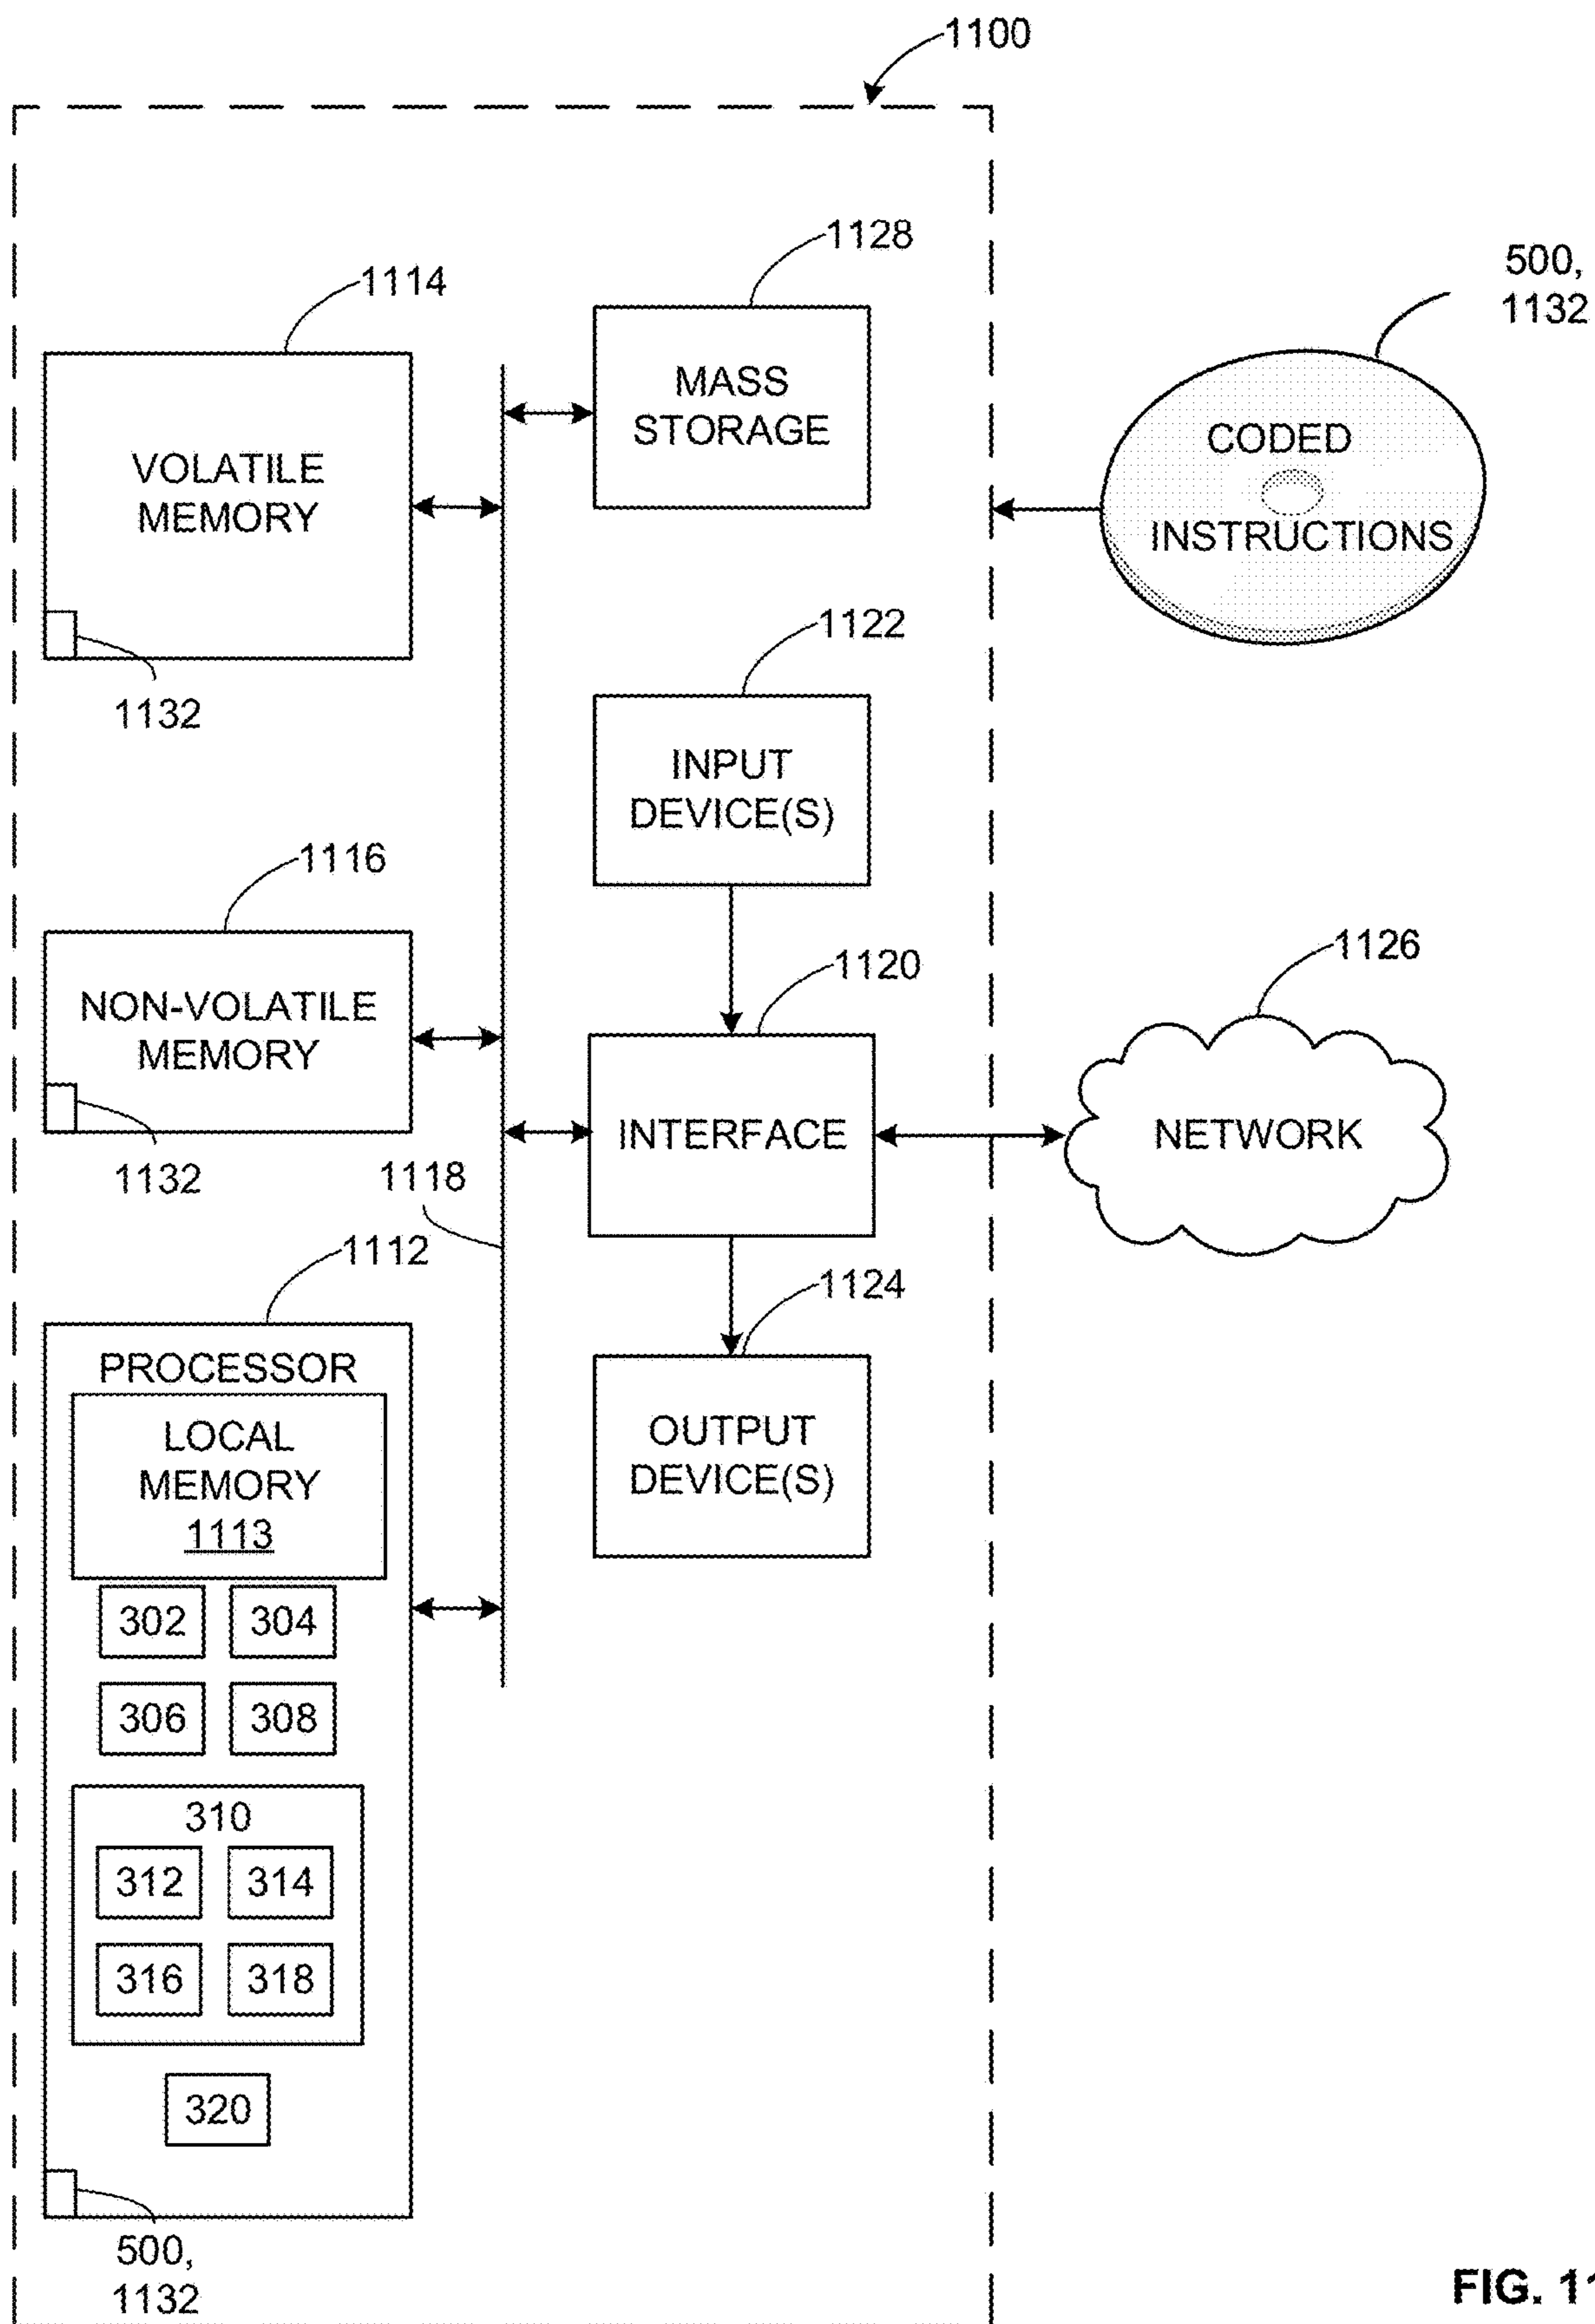 1100
1128
1114
500,
1132
MASS
STORAGE
VOLATILE
MEMORY
CODED
INSTRUCTIONS
1132
1122
INPUT
DEVICE(S)
1116
1120
1126
NON-VOLATILE
MEMORY
INTERFACE
NETWORK
1132
1118
1112
1124
PROCESSOR
LOCAL
MEMORY
1113
OUTPUT
DEVICE(S)
302 304
306 308
310
312 314
316 318
320
500,
1132
FIG. 11